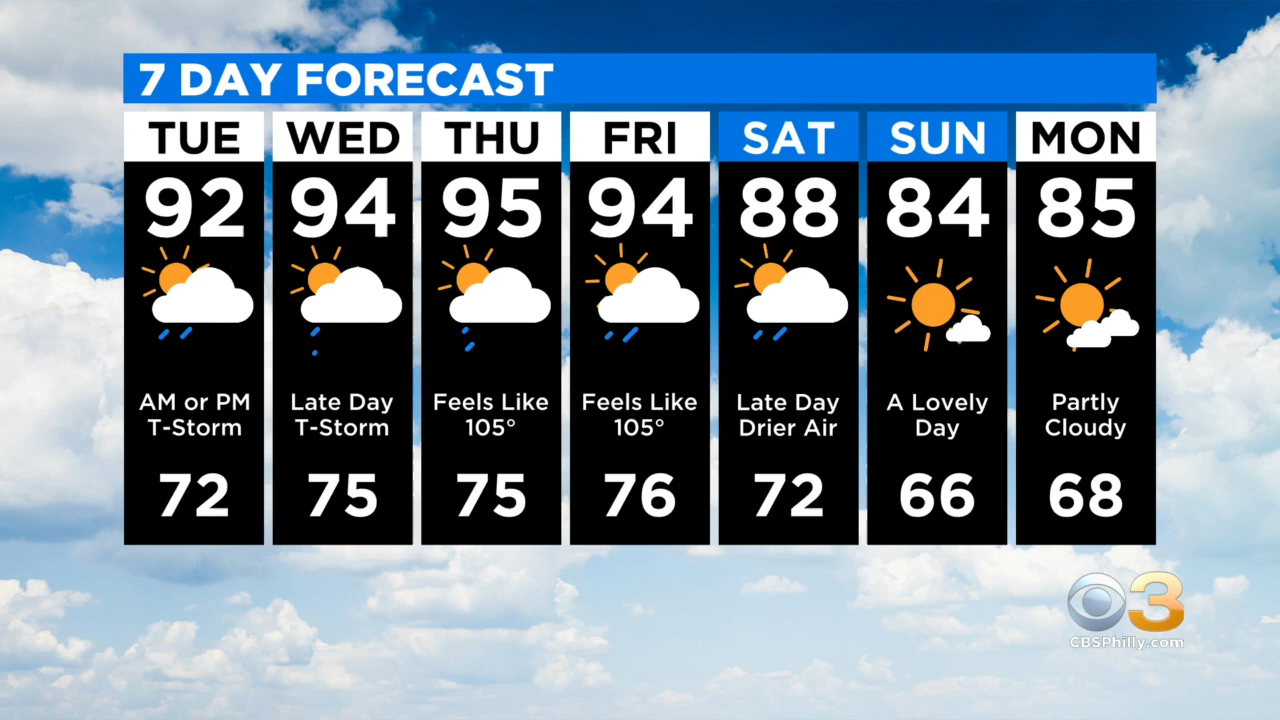 7 DAY FORECAST
TUE WED THU FRI SAT SUN MON
92 94 95 94 88 84 85
AM or PM Late Day Feels Like Feels Like Late Day A Lovely Partly
T-Storm T-Storm 105° 105° Drier Air Day Cloudy
72 75 75 76 72 66 68
3
CBSPhilly.com